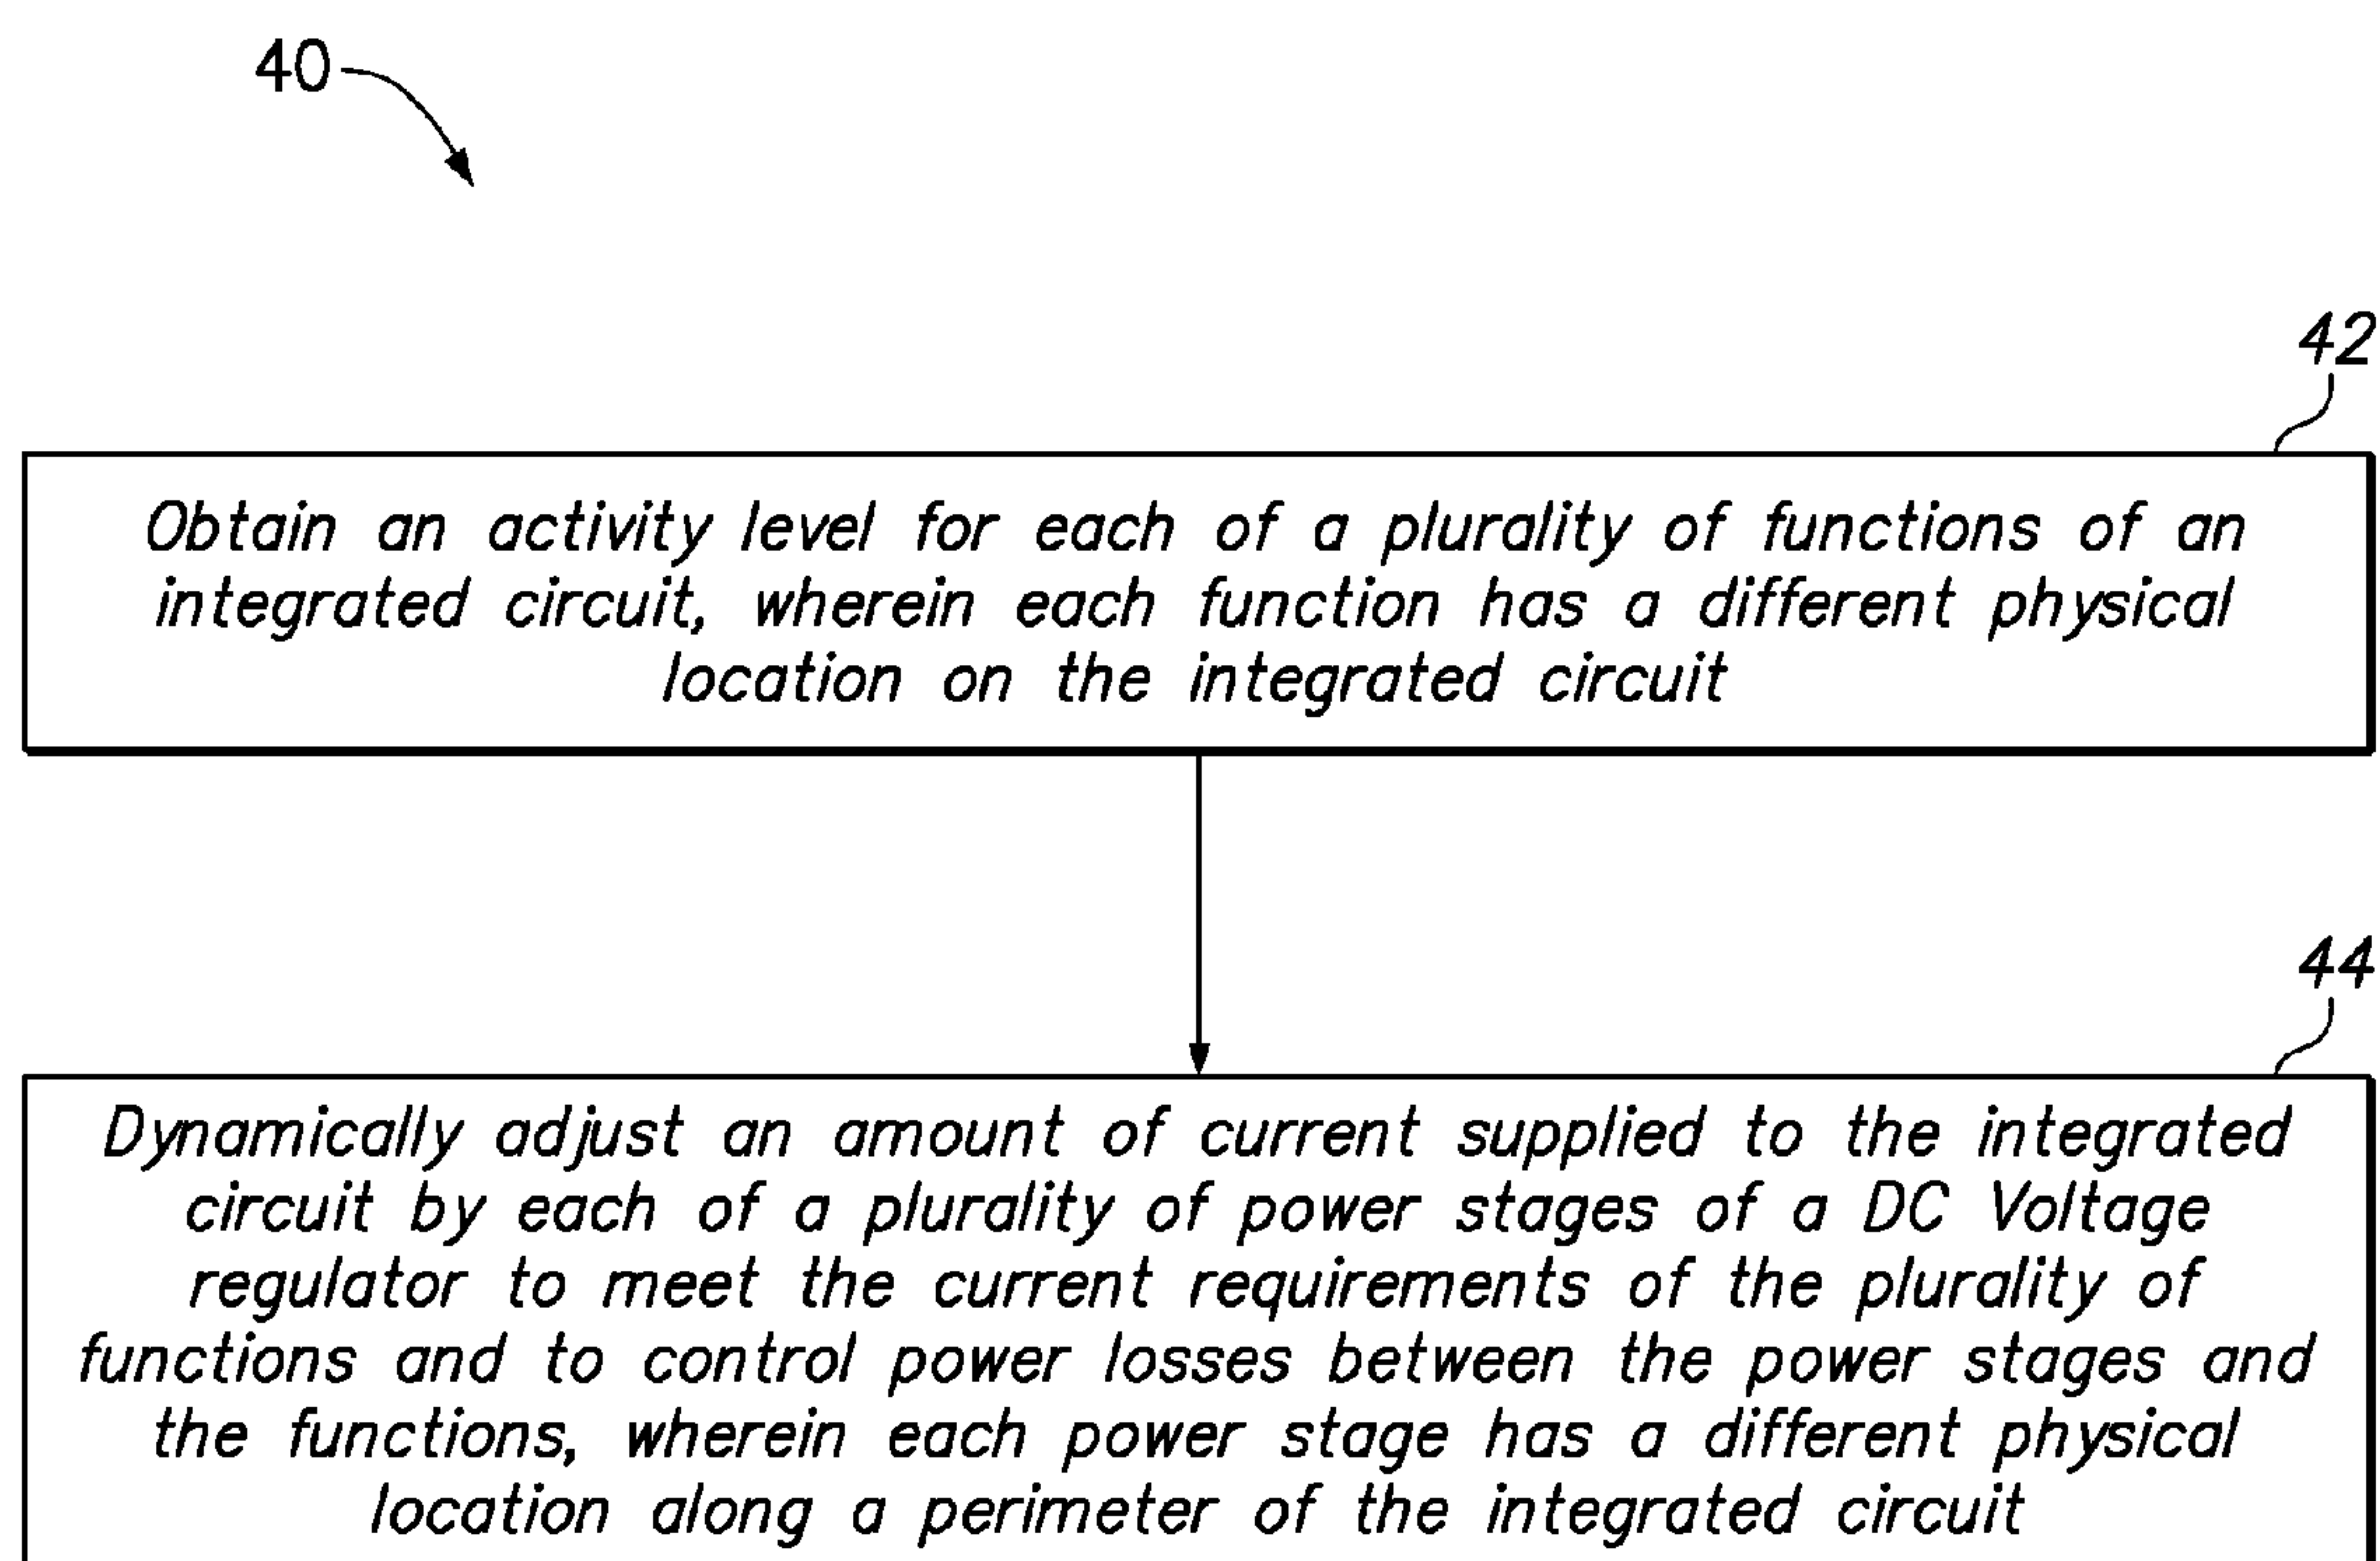 40
42
Obtain an activity level for each of a plurality of functions of an
integrated circuit, wherein each function has a different physical
location on the integrated circuit
44
Dynamically adjust an amount of current supplied to the integrated
circuit by each of a plurality of power stages of a DC Voltage
regulator to meet the current requirements of the plurality of
functions and to control power losses between the power stages and
the functions, wherein each power stage has a different physical
location along a perimeter of the integrated circuit